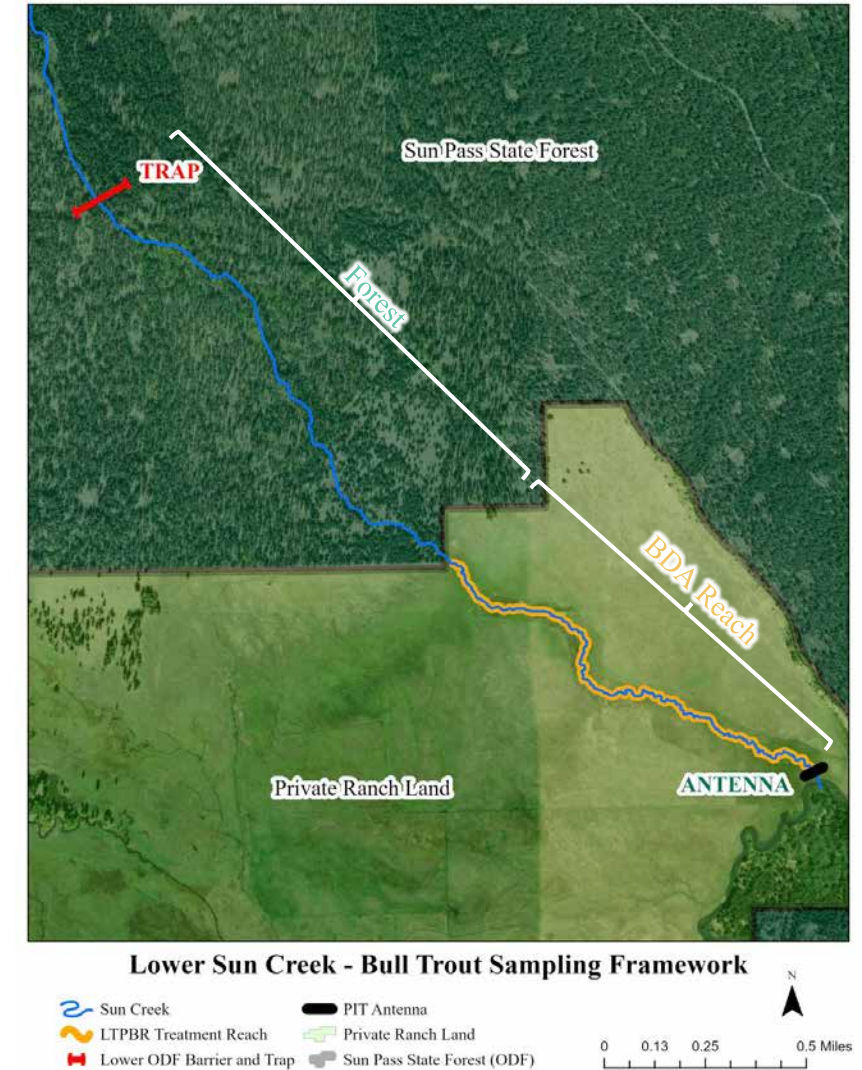 Sun Pass State Forest
TRAP
Forest
BDA Reach
Private Ranch Land
ANTENNA
Lower Sun Creek - Bull Trout Sampling Framework
N
Sun Creek
PIT Antenna
LTPBR Treatment Reach
Private Ranch Land
Lower ODF Barrier and Trap
Sun Pass State Forest (ODF)
0 0.13 0.25 0.5 Miles